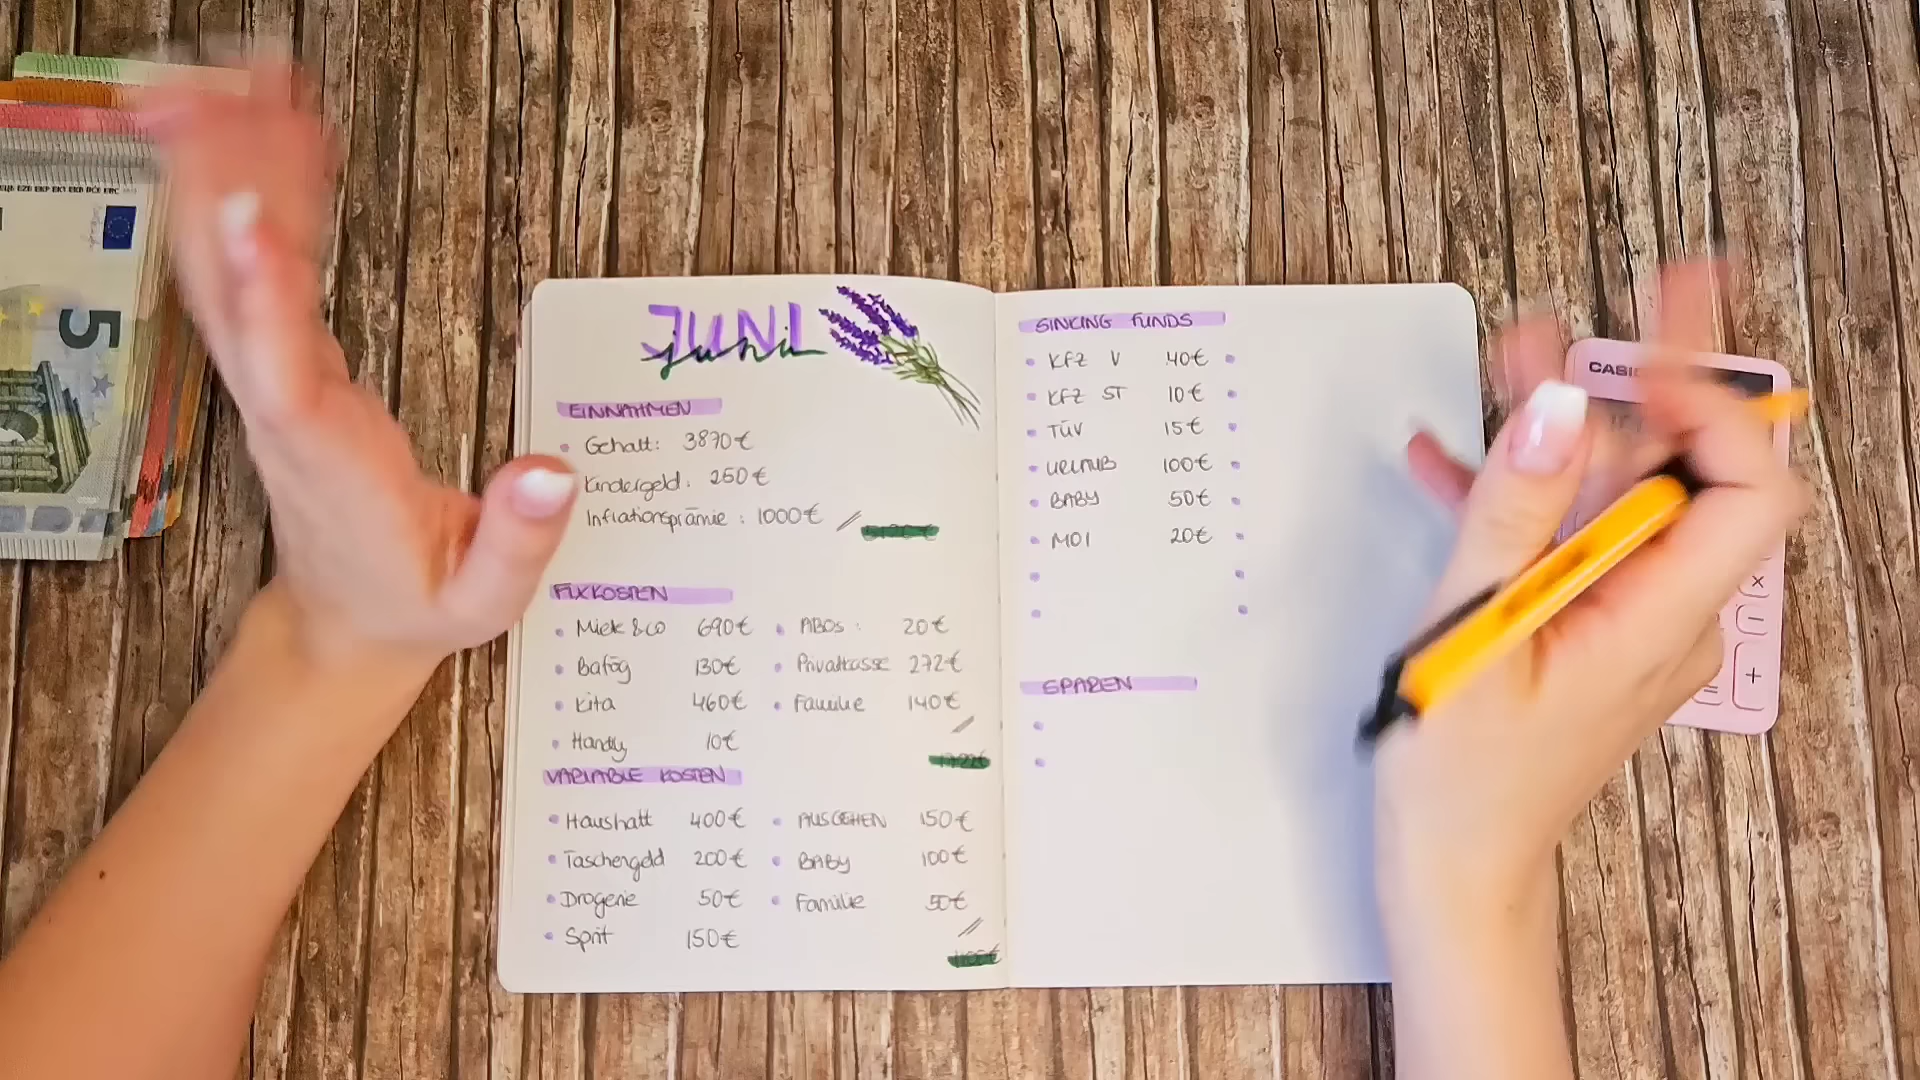 JUNI
juni
EINNAHMEN
Gehalt: 3870€
Kindergeld: 250€
Inflationsprämie : 1000€ //
FIXKOSTEN
Miete &co 690€
Bafög 130€
Kita 460€
Handy 10€
ABOs : 20€
Privatkasse 272€
Familie 140€
VARIABLE KOSTEN
Haushalt 400€
Taschengeld 200€
Drogerie 50€
Sprit 150€
AUSGEHEN 150€
BABY 100€
Familie 50€
SINKING FUNDS
KFZ V 40€
KFZ ST 10€
TÜV 15€
URLAUB 100€
BABY 50€
MOI 20€
SPAREN
5
×
−
+
=